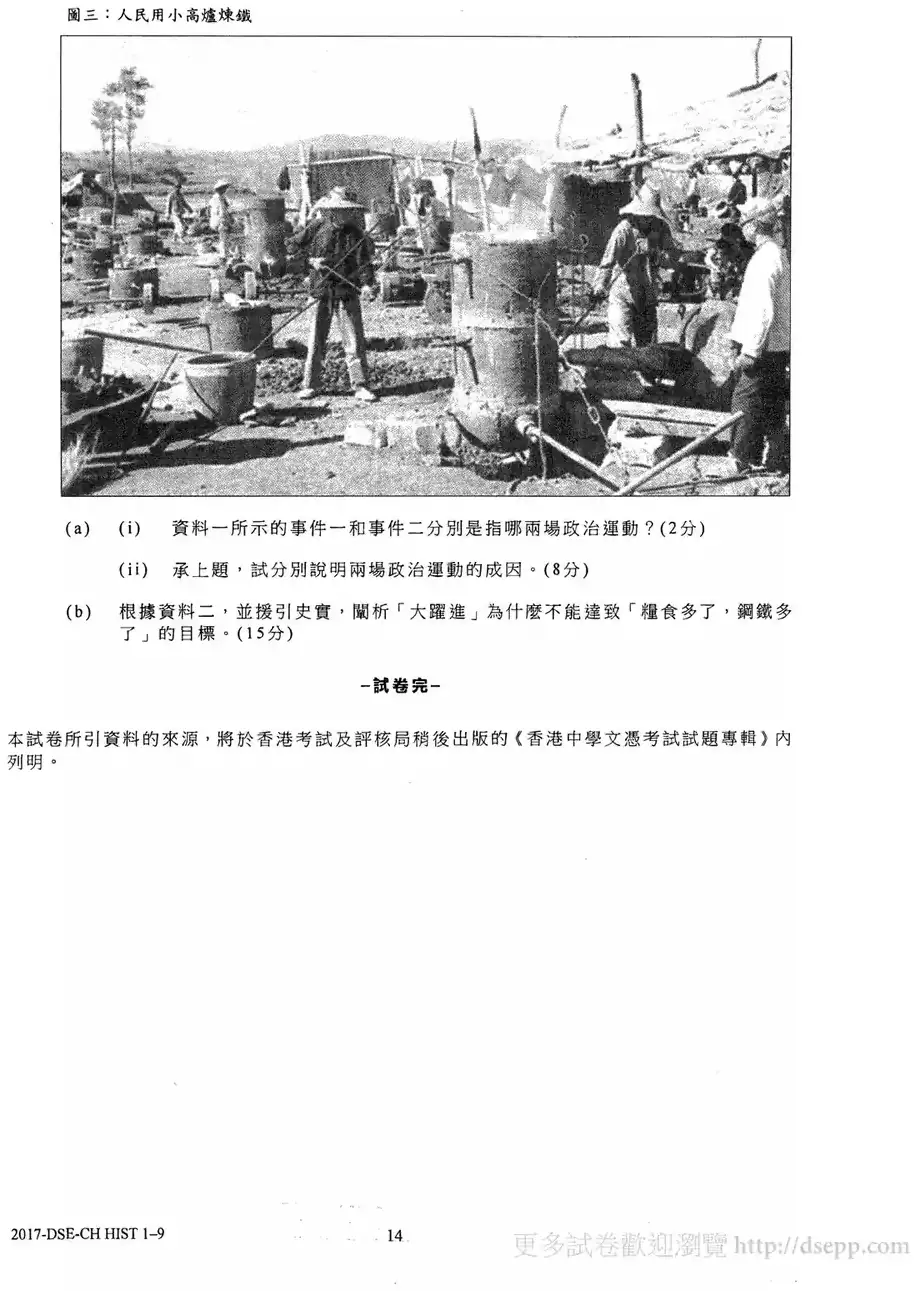 圖三：人民用小高爐煉鐵
(a) (i) 資料一所示的事件一和事件二分別是指哪兩場政治運動？(2分)
(ii) 承上題，試分別說明兩場政治運動的成因。(8分)
(b) 根據資料二，並援引史實，闡析「大躍進」為什麼不能達致「糧食多了，鋼鐵多
了」的目標。(15分)
–試卷完–
本試卷所引資料的來源，將於香港考試及評核局稍後出版的《香港中學文憑考試試題專輯》內
列明。
2017-DSE-CH HIST 1–9
14
更多試卷歡迎瀏覽 http://dsepp.com